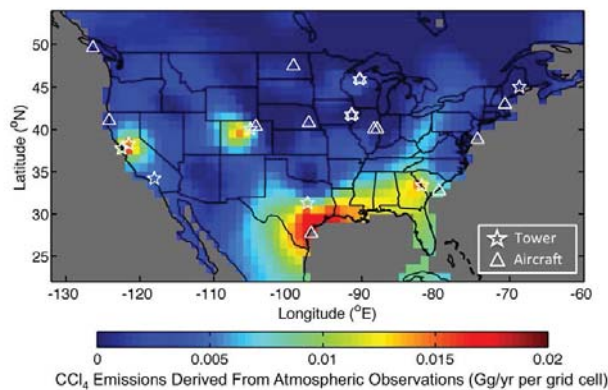 50
45
40
35
30
25
Latitude (°N)
Tower
Aircraft
-132 -120 -110 -100 -90 -80 -70 -60
Longitude (°E)
0 0.005 0.01 0.015 0.02
CCl4 Emissions Derived From Atmospheric Observations (Gg/yr per grid cell)